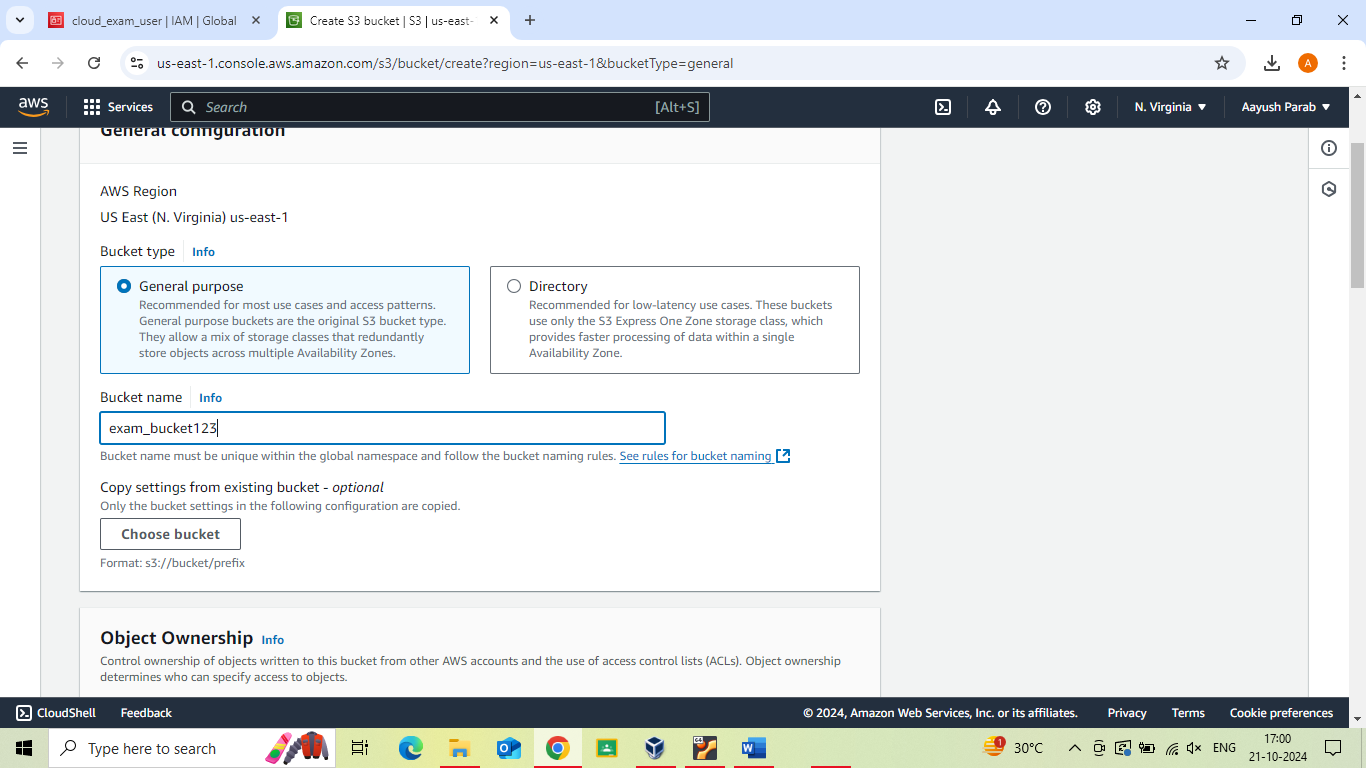 cloud_exam_user | IAM | Global
Create S3 bucket | S3 | us-east-
us-east-1.console.aws.amazon.com/s3/bucket/create?region=us-east-1&bucketType=general
A
aws
Services
Search
[Alt+S]
N. Virginia
Aayush Parab
General configuration
AWS Region
US East (N. Virginia) us-east-1
Bucket type
Info
General purpose
Recommended for most use cases and access patterns.
General purpose buckets are the original S3 bucket type.
They allow a mix of storage classes that redundantly
store objects across multiple Availability Zones.
Directory
Recommended for low-latency use cases. These buckets
use only the S3 Express One Zone storage class, which
provides faster processing of data within a single
Availability Zone.
Bucket name
Info
exam_bucket123
Bucket name must be unique within the global namespace and follow the bucket naming rules. See rules for bucket naming
Copy settings from existing bucket - optional
Only the bucket settings in the following configuration are copied.
Choose bucket
Format: s3://bucket/prefix
Object Ownership
Info
Control ownership of objects written to this bucket from other AWS accounts and the use of access control lists (ACLs). Object ownership
determines who can specify access to objects.
CloudShell
Feedback
© 2024, Amazon Web Services, Inc. or its affiliates.
Privacy
Terms
Cookie preferences
Type here to search
1
30°C
ENG
17:00
21-10-2024